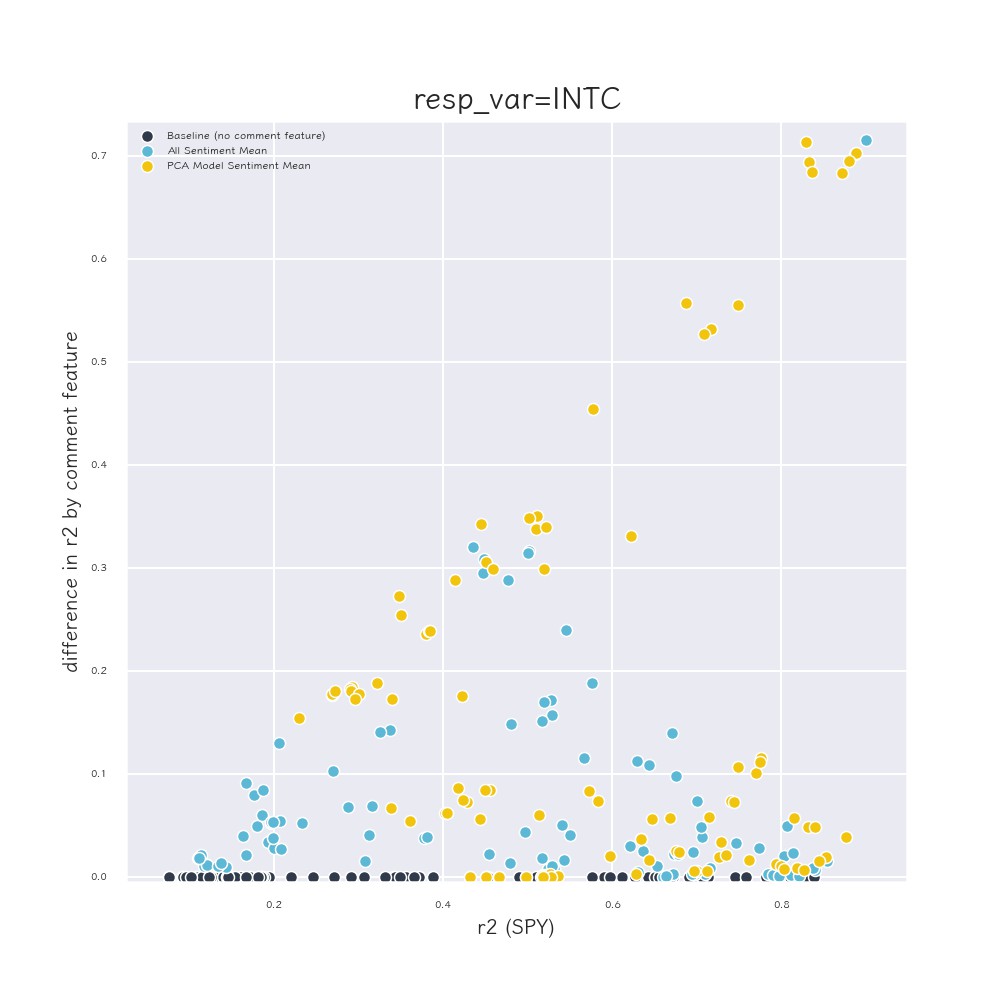 resp_var=INTC
Baseline (no comment feature)
All Sentiment Mean
PCA Model Sentiment Mean
0.7
0.6
0.5
0.4
0.3
0.2
0.1
0.0
difference in r2 by comment feature
0.2 0.4 0.6 0.8
r2 (SPY)